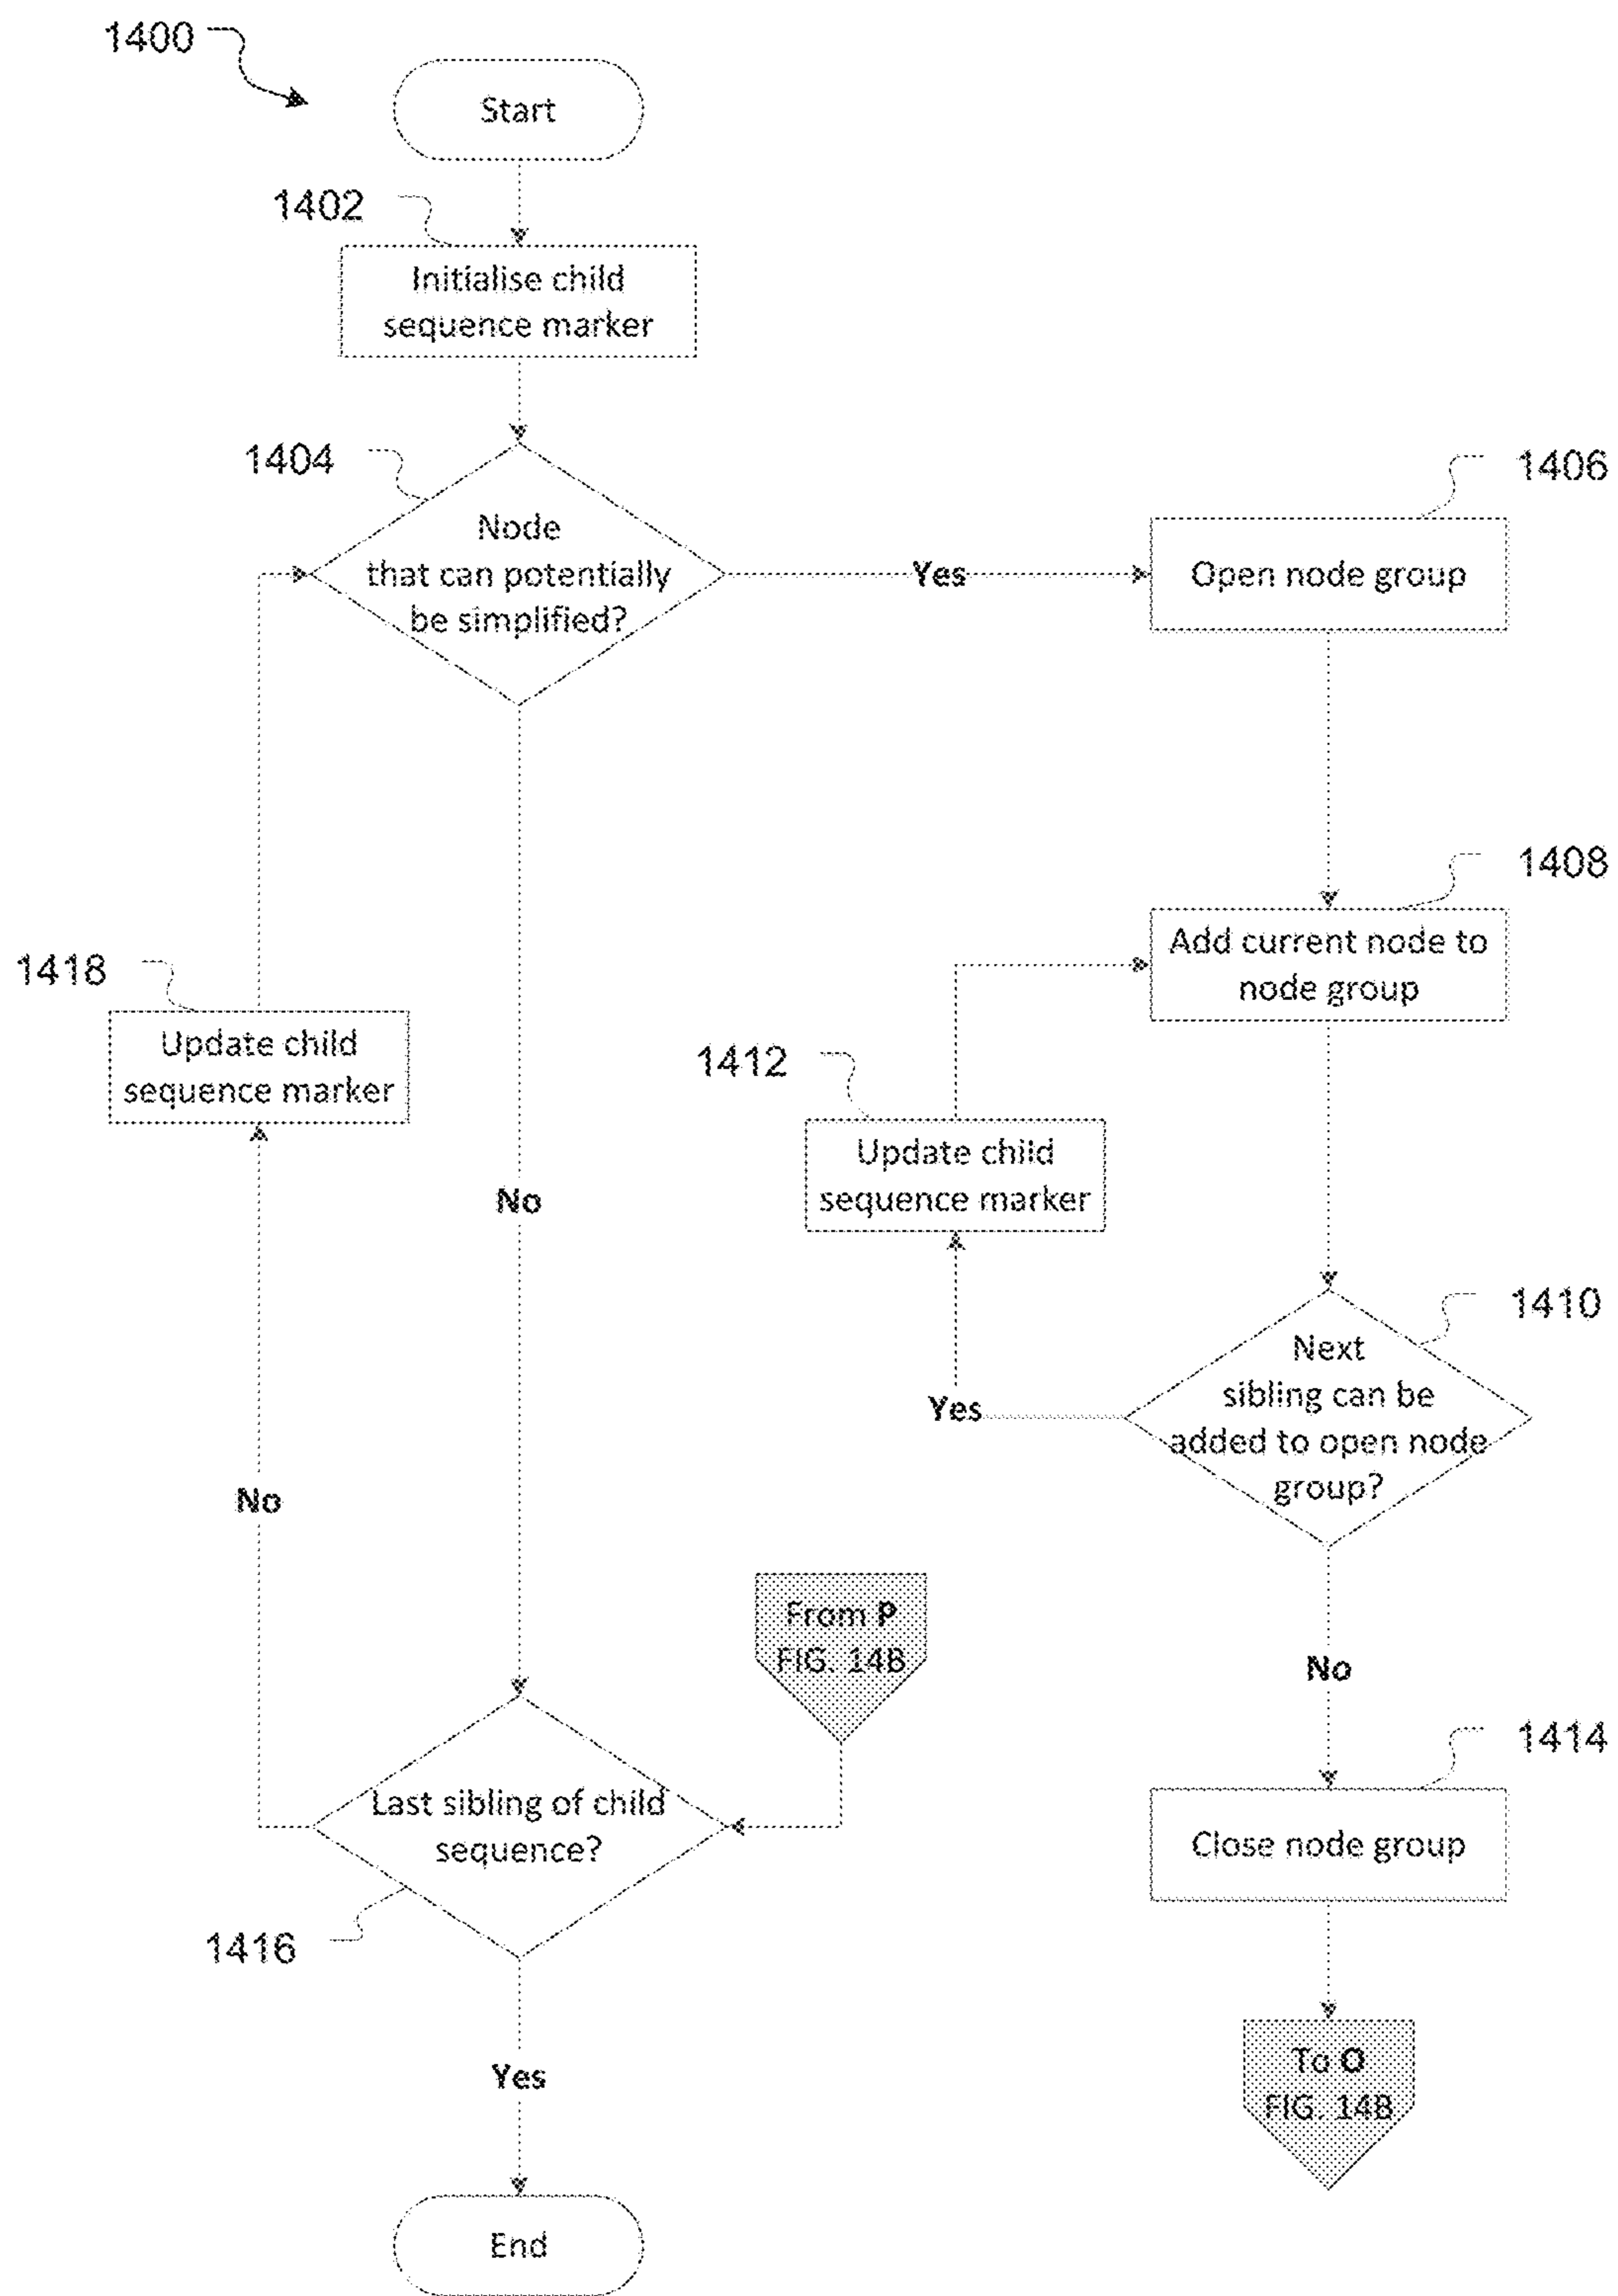 1400
Start
1402
Initialise child
sequence marker
1404
Node
that can potentially
be simplified?
Yes
1406
Open node group
1408
Add current node to
node group
1418
Update child
sequence marker
1412
Update child
sequence marker
No
1410
Next
sibling can be
added to open node
group?
Yes
No
From P
FIG. 14B
No
1414
Close node group
Last sibling of child
sequence?
1416
Yes
To O
FIG. 14B
End